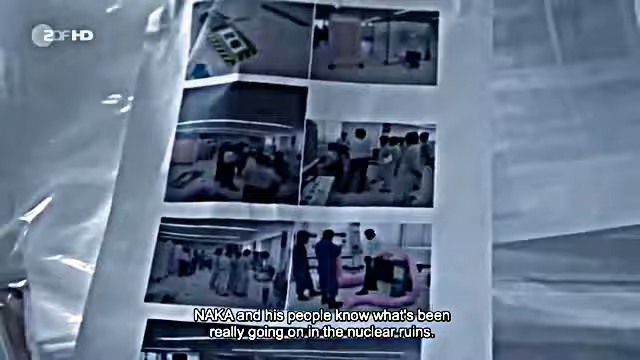 ZDF HD
NAKA and his people know what's been
really going on in the nuclear ruins.